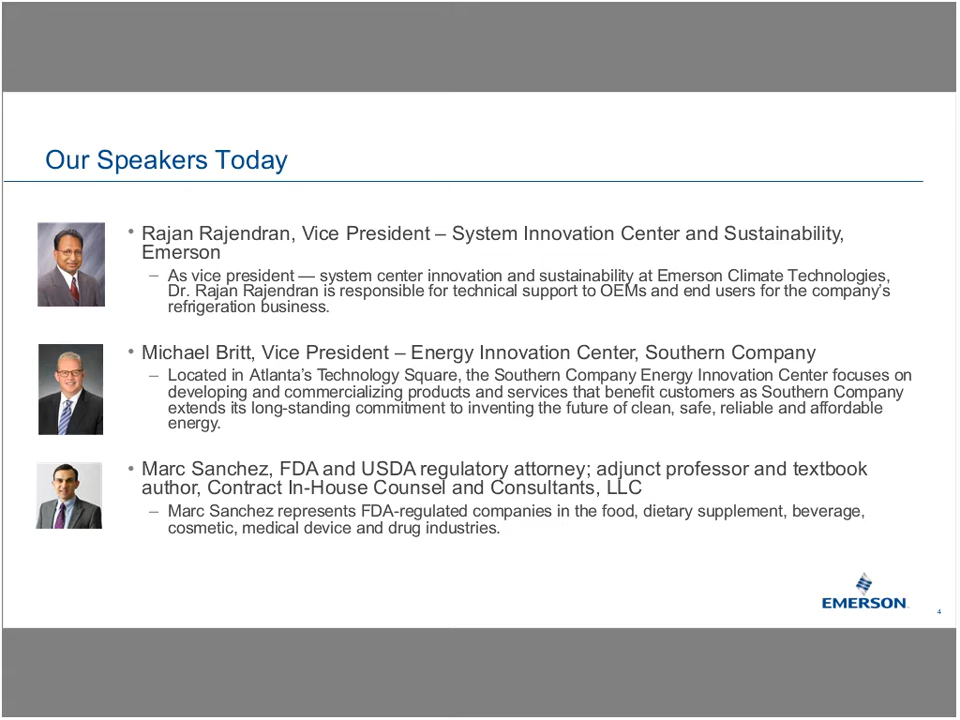 Our Speakers Today
• Rajan Rajendran, Vice President – System Innovation Center and Sustainability,
Emerson
– As vice president — system center innovation and sustainability at Emerson Climate Technologies,
Dr. Rajan Rajendran is responsible for technical support to OEMs and end users for the company’s
refrigeration business.
• Michael Britt, Vice President – Energy Innovation Center, Southern Company
– Located in Atlanta’s Technology Square, the Southern Company Energy Innovation Center focuses on
developing and commercializing products and services that benefit customers as Southern Company
extends its long-standing commitment to inventing the future of clean, safe, reliable and affordable
energy.
• Marc Sanchez, FDA and USDA regulatory attorney; adjunct professor and textbook
author, Contract In-House Counsel and Consultants, LLC
– Marc Sanchez represents FDA-regulated companies in the food, dietary supplement, beverage,
cosmetic, medical device and drug industries.
EMERSON
4